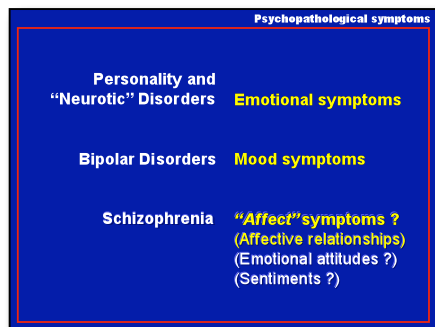 Psychopathological symptoms
Personality and
“Neurotic” Disorders Emotional symptoms
Bipolar Disorders Mood symptoms
Schizophrenia “Affect” symptoms ?
(Affective relationships)
(Emotional attitudes ?)
(Sentiments ?)